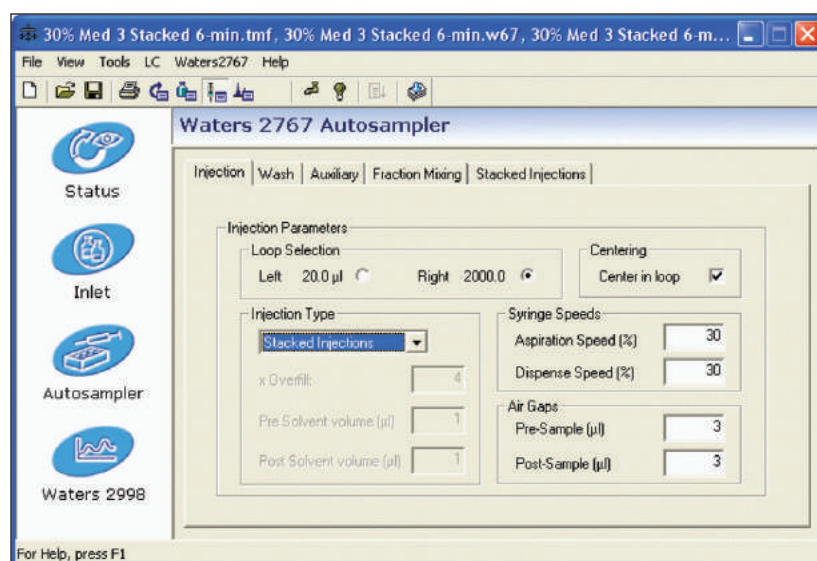 30% Med 3 Stacked 6-min.tmf, 30% Med 3 Stacked 6-min.w67, 30% Med 3 Stacked 6-m...
File View Tools LC Waters2767 Help
Waters 2767 Autosampler
Status
Inlet
Autosampler
Waters 2998
Injection Wash Auxiliary Fraction Mixing Stacked Injections
Injection Parameters
Loop Selection
Left 20.0 µl Right 2000.0
Centering
Center in loop
Injection Type
Stacked Injections
x Overfill: 4
Pre Solvent volume (µl) 1
Post Solvent volume (µl) 1
Syringe Speeds
Aspiration Speed (%) 30
Dispense Speed (%) 30
Air Gaps
Pre-Sample (µl) 3
Post-Sample (µl) 3
For Help, press F1